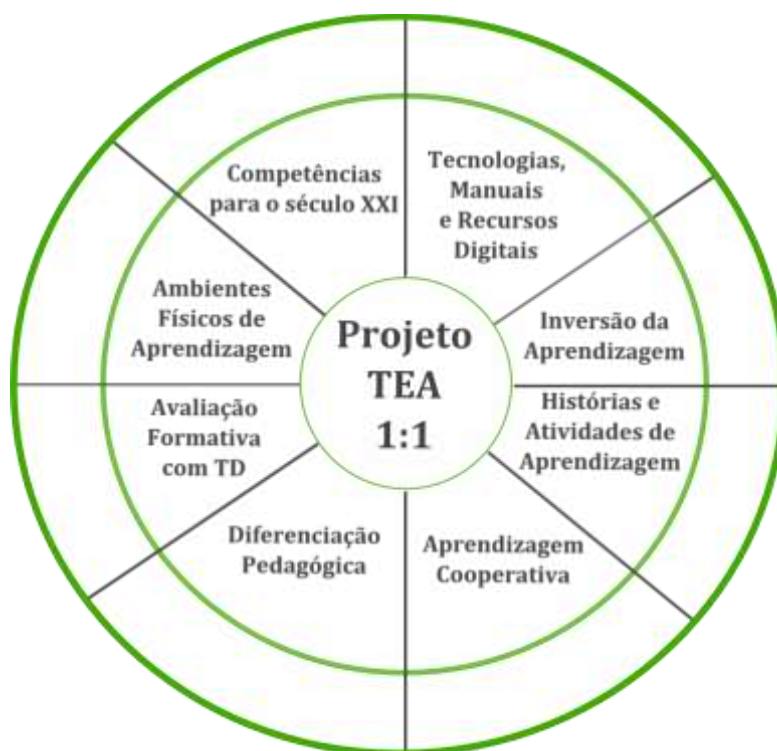 Projeto
TEA
1:1
Competências
para o século XXI
Tecnologias,
Manuais
e Recursos
Digitais
Inversão da
Aprendizagem
Histórias e
Atividades de
Aprendizagem
Aprendizagem
Cooperativa
Diferenciação
Pedagógica
Avaliação
Formativa
com TD
Ambientes
Físicos de
Aprendizagem